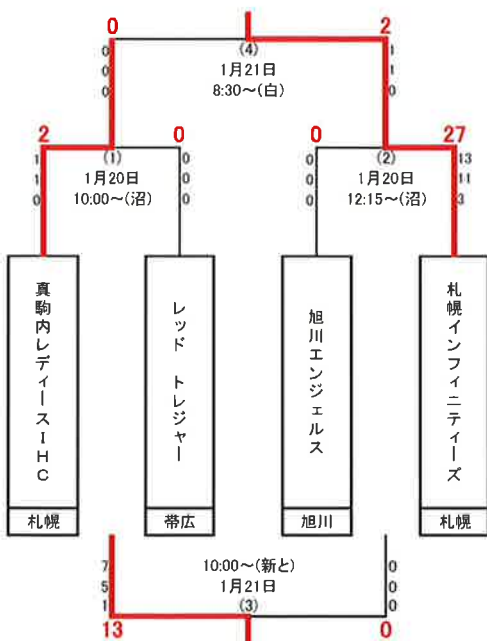 0
2
0
0
0
(4)
1月21日
8:30～(白)
1
1
0
2
0
0
27
1
1
0
(1)
1月20日
10:00～(沼)
0
0
0
0
0
0
(2)
1月20日
12:15～(沼)
13
11
3
真駒内レディースIHC
レッド トレジャー
旭川エンジェルス
札幌インフィニティーズ
札幌
帯広
旭川
札幌
7
5
1
10:00～(新と)
1月21日
(3)
0
0
0
13
0